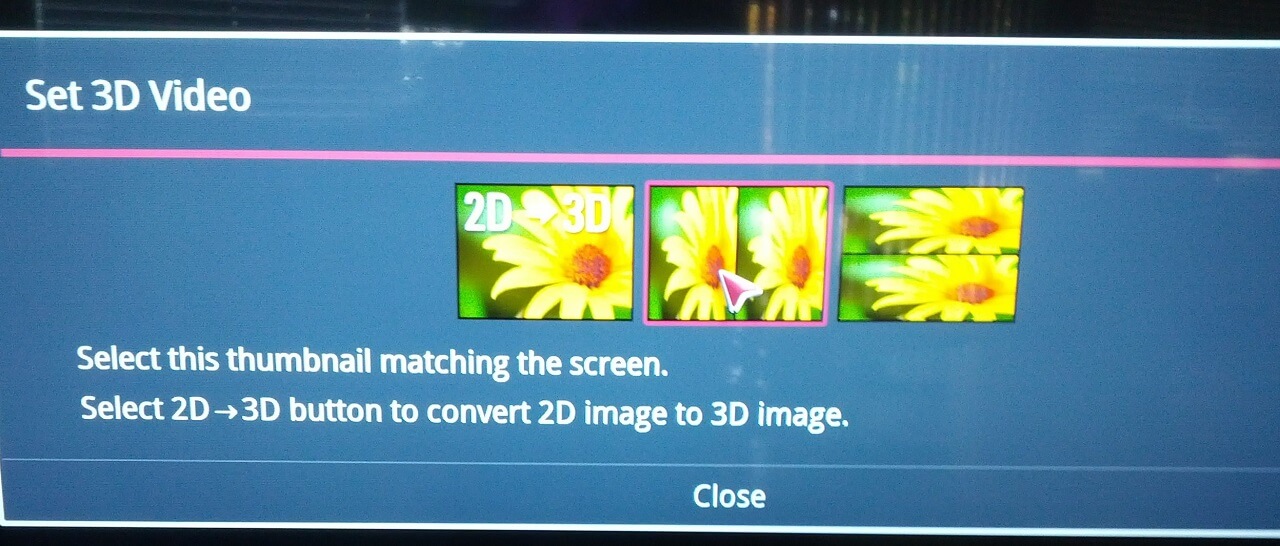 Set 3D Video
2D → 3D
Select this thumbnail matching the screen.
Select 2D→3D button to convert 2D image to 3D image.
Close